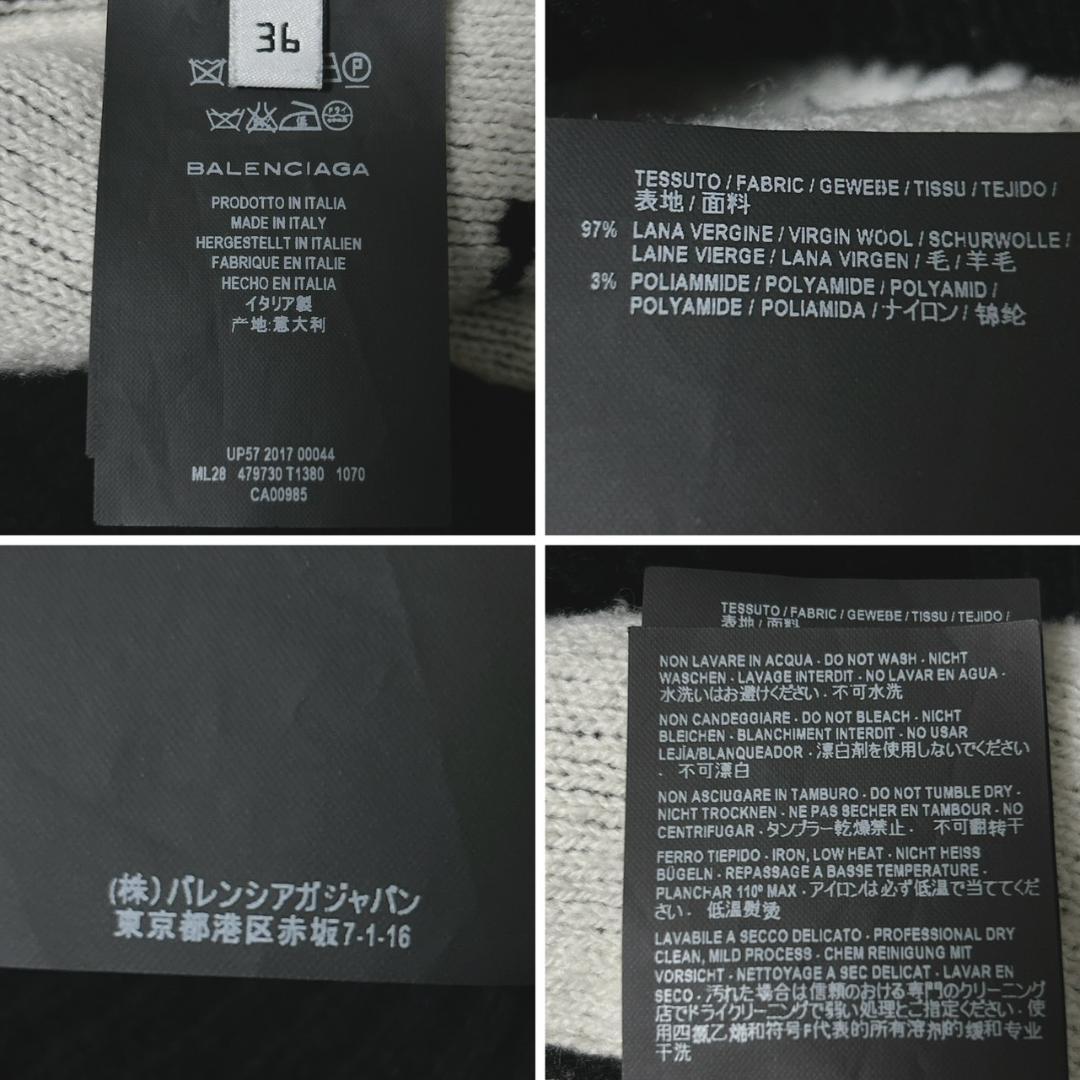 36
P
ドライ
低
BALENCIAGA
PRODOTTO IN ITALIA
MADE IN ITALY
HERGESTELLT IN ITALIEN
FABRIQUE EN ITALIE
HECHO EN ITALIA
イタリア製
产地:意大利
UP57 2017 00044
ML28 479730 T1380 1070
CA00985
TESSUTO / FABRIC / GEWEBE / TISSU / TEJIDO /
表地 / 面料
97% LANA VERGINE / VIRGIN WOOL / SCHURWOLLE /
LAINE VIERGE / LANA VIRGEN / 毛 / 羊毛
3% POLIAMMIDE / POLYAMIDE / POLYAMID /
POLYAMIDE / POLIAMIDA / ナイロン / 锦纶
(株) バレンシアガジャパン
東京都港区赤坂7-1-16
TESSUTO / FABRIC / GEWEBE / TISSU / TEJIDO /
表地 / 面料
NON LAVARE IN ACQUA - DO NOT WASH - NICHT
WASCHEN - LAVAGE INTERDIT - NO LAVAR EN AGUA -
水洗いはお避けください - 不可水洗
NON CANDEGGIARE - DO NOT BLEACH - NICHT
BLEICHEN - BLANCHIMENT INTERDIT - NO USAR
LEJÍA/BLANQUEADOR - 漂白剤を使用しないでください
- 不可漂白
NON ASCIUGARE IN TAMBURO - DO NOT TUMBLE DRY -
NICHT TROCKNEN - NE PAS SECHER EN TAMBOUR - NO
CENTRIFUGAR - タンブラー乾燥禁止 - 不可翻转干
FERRO TIEPIDO - IRON, LOW HEAT - NICHT HEISS
BÜGELN - REPASSAGE A BASSE TEMPERATURE -
PLANCHAR 110º MAX - アイロンは必ず低温で当ててくだ
さい - 低温熨烫
LAVABILE A SECCO DELICATO - PROFESSIONAL DRY
CLEAN, MILD PROCESS - CHEM REINIGUNG MIT
VORSICHT - NETTOYAGE A SEC DELICAT - LAVAR EN
SECO - 汚れた場合は信頼のおける専門のクリーニング
店でドライクリーニングで弱い処理とご指定ください - 使
用四氯乙烯和符号F代表的所有溶剂的缓和专业
干洗